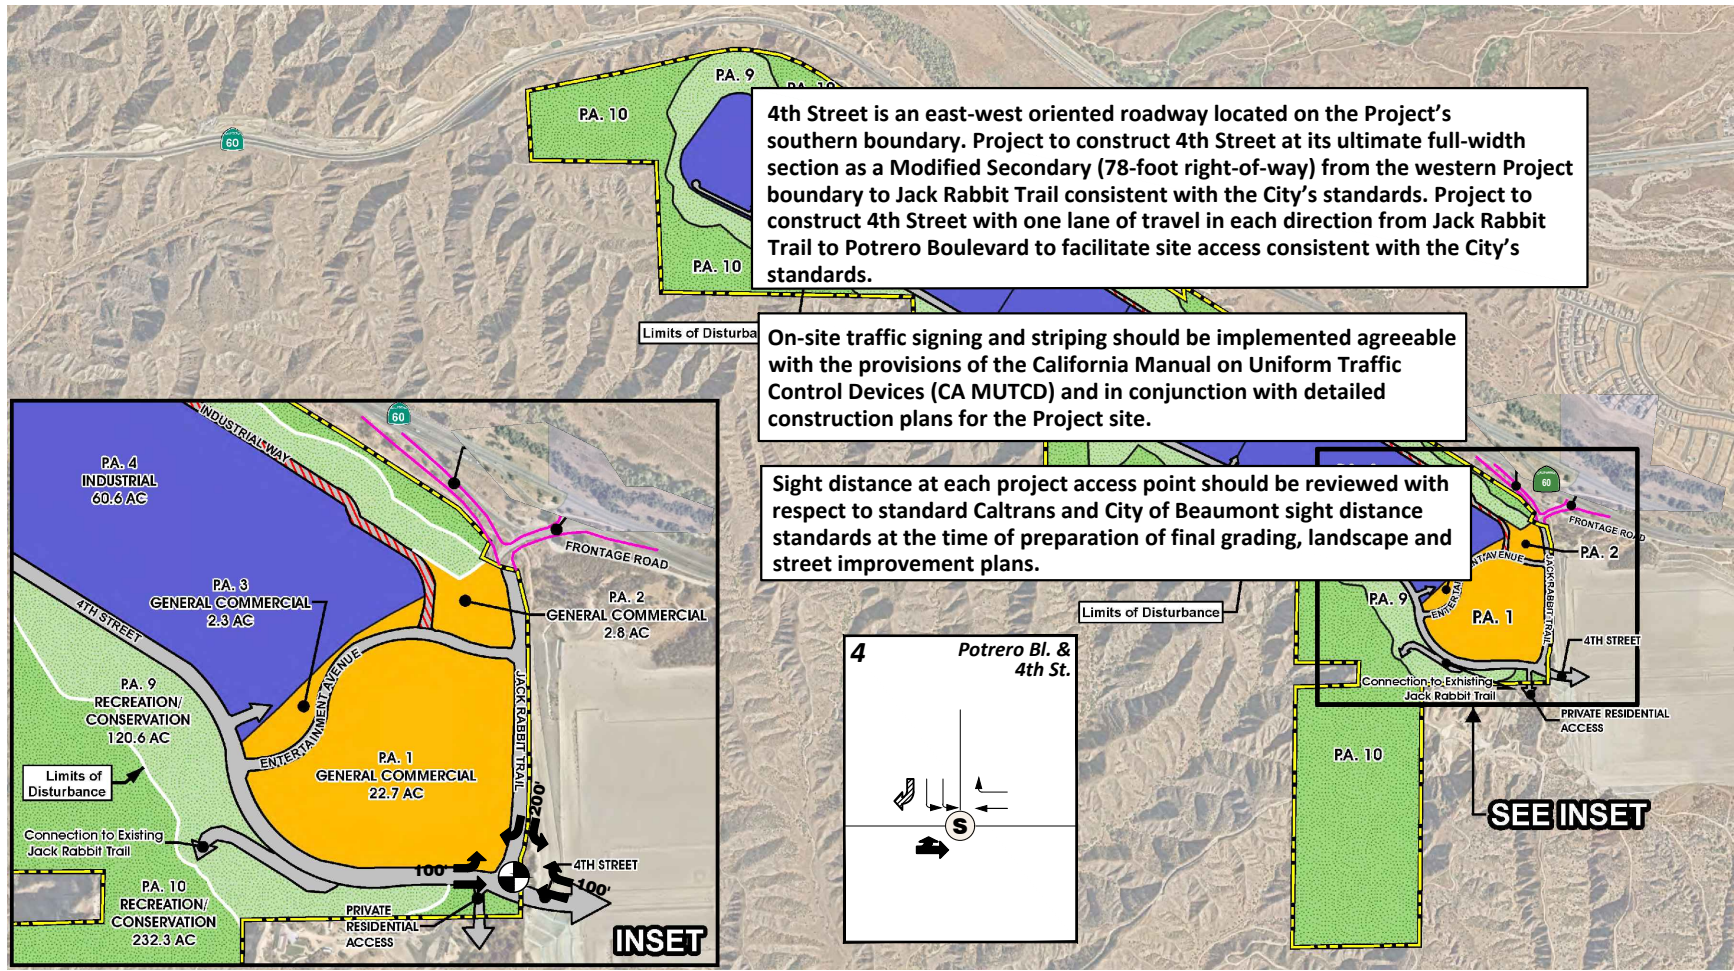 P.A. 9
P.A. 10
60
4th Street is an east-west oriented roadway located on the Project's
southern boundary. Project to construct 4th Street at its ultimate full-width
section as a Modified Secondary (78-foot right-of-way) from the western Project
boundary to Jack Rabbit Trail consistent with the City's standards. Project to
construct 4th Street with one lane of travel in each direction from Jack Rabbit
Trail to Potrero Boulevard to facilitate site access consistent with the City's
standards.
P.A. 10
Limits of
On-site traffic signing and striping should be implemented agreeable
with the provisions of the California Manual on Uniform Traffic
Control Devices (CA MUTCD) and in conjunction with detailed
construction plans for the Project site.
Sight distance at each project access point should be reviewed with
respect to standard Caltrans and City of Beaumont sight distance
standards at the time of preparation of final grading, landscape and
street improvement plans.
60
INDUSTRIAL WAY
P.A. 4
INDUSTRIAL
60.6 AC
FRONTAGE ROAD
P.A. 3
GENERAL COMMERCIAL
2.3 AC
P.A. 2
GENERAL COMMERCIAL
2.8 AC
4TH STREET
ENTERTAINMENT AVENUE
JACK RABBIT TRAIL
P.A. 9
RECREATION/
CONSERVATION
120.6 AC
P.A. 1
GENERAL COMMERCIAL
22.7 AC
Limits of
Disturbance
Connection to Existing
Jack Rabbit Trail
200'
100'
100'
4TH STREET
P.A. 10
RECREATION/
CONSERVATION
232.3 AC
PRIVATE
RESIDENTIAL
ACCESS
INSET
4
Potrero Bl. &
4th St.
S
60
FRONTAGE ROAD
P.A. 2
AVENUE
JACK RABBIT TRAIL
P.A. 9
P.A. 1
Limits of Disturbance
4TH STREET
Connection to Exhisting
Jack Rabbit Trail
PRIVATE RESIDENTIAL
ACCESS
P.A. 10
SEE INSET